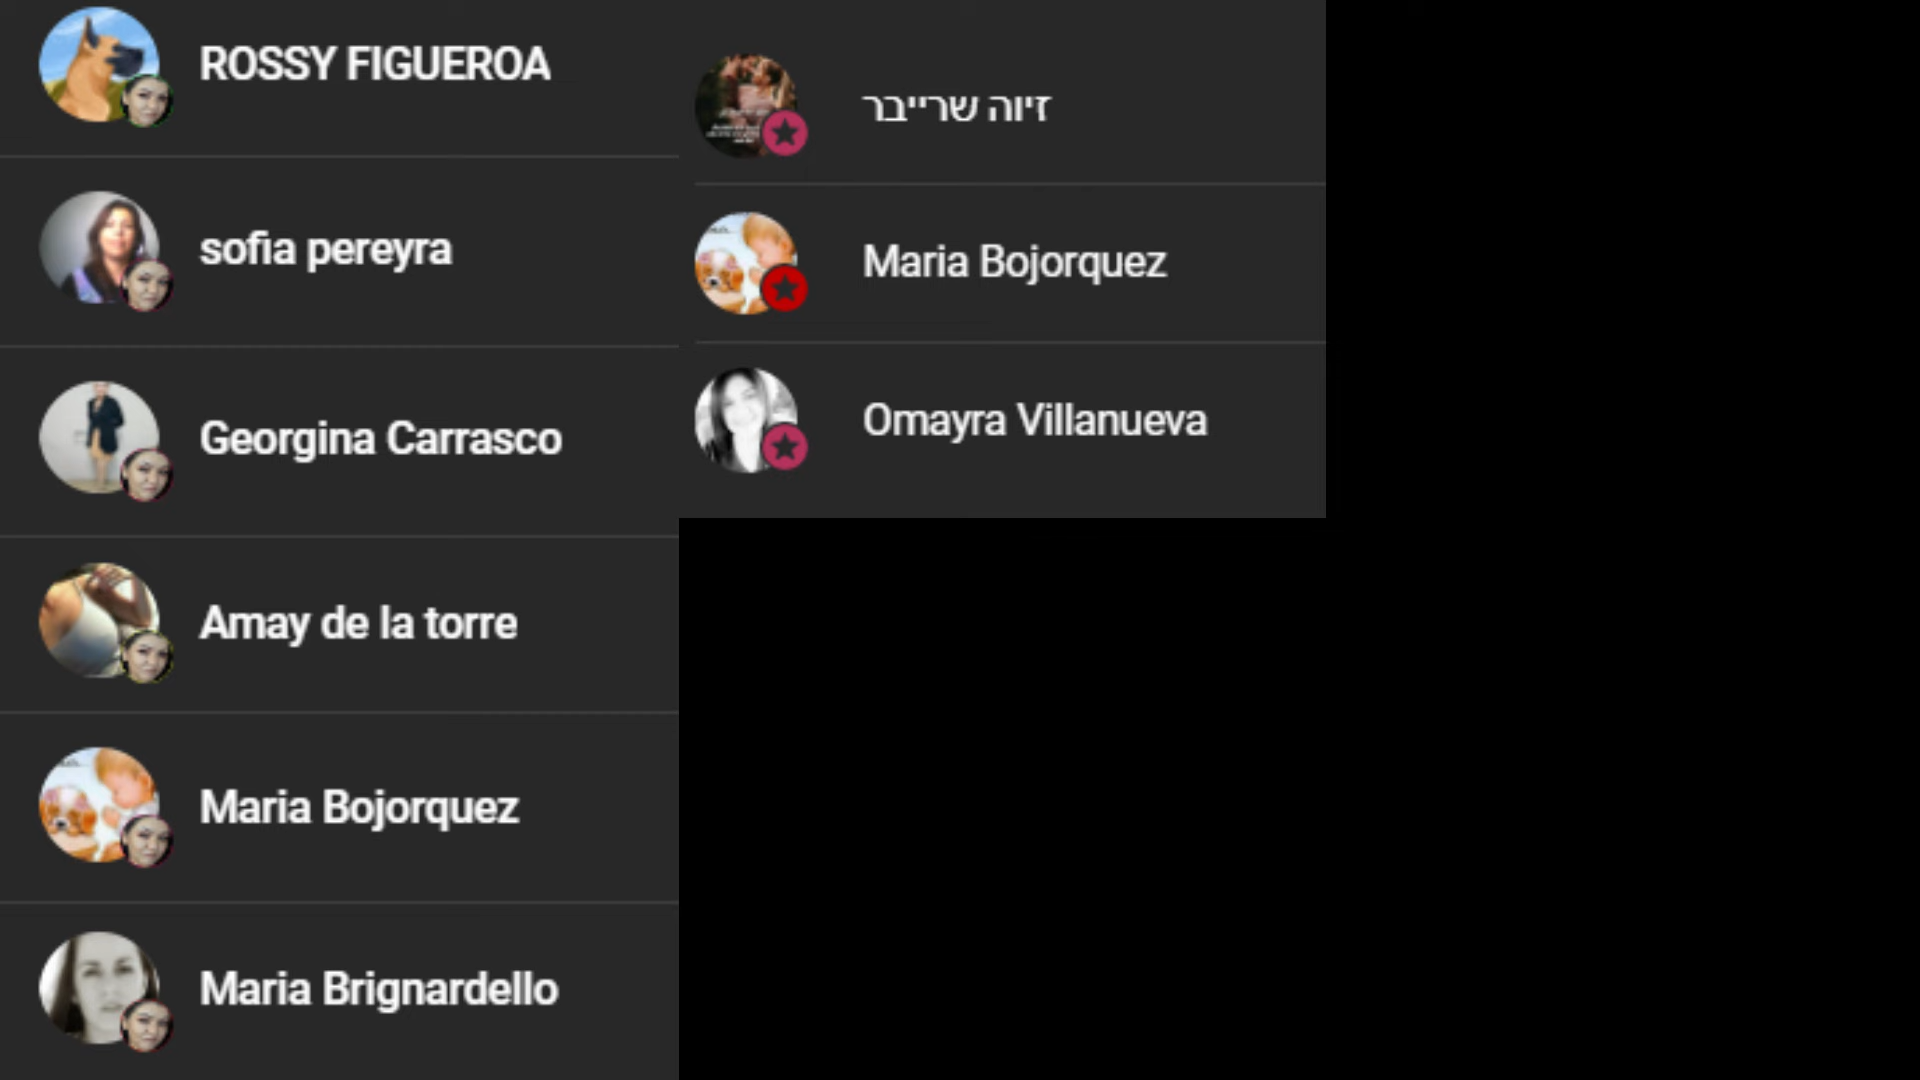 ROSSY FIGUEROA
sofia pereyra
Georgina Carrasco
Amay de la torre
Maria Bojorquez
Maria Brignardello
זיוה שרייבר
Maria Bojorquez
Omayra Villanueva